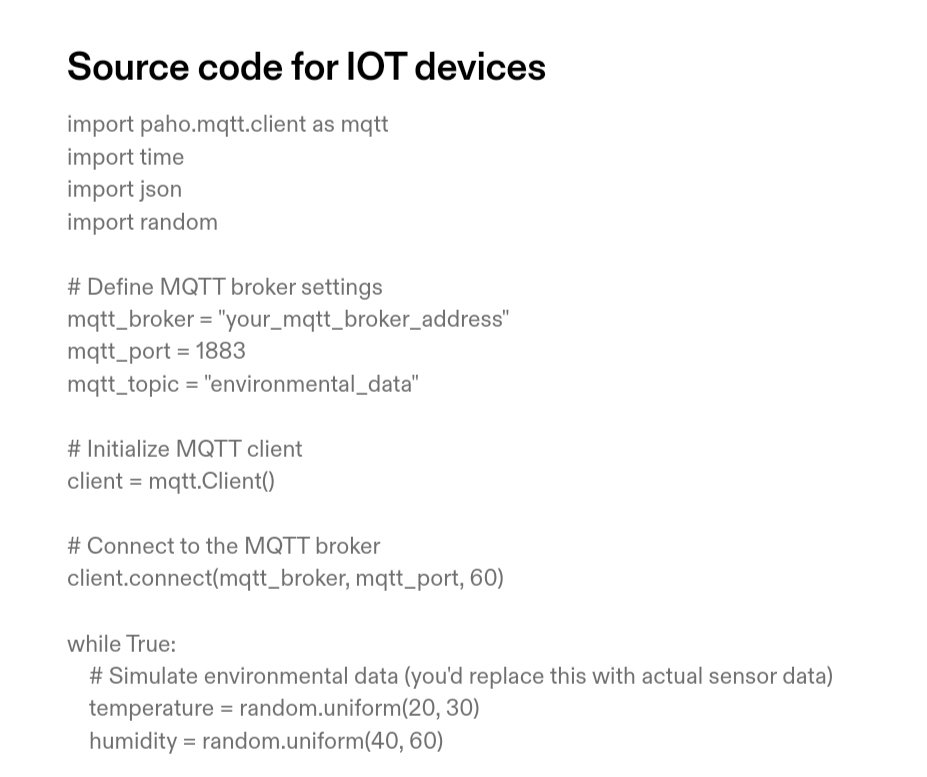 Source code for IOT devices
import paho.mqtt.client as mqtt
import time
import json
import random
# Define MQTT broker settings
mqtt_broker = "your_mqtt_broker_address"
mqtt_port = 1883
mqtt_topic = "environmental_data"
# Initialize MQTT client
client = mqtt.Client()
# Connect to the MQTT broker
client.connect(mqtt_broker, mqtt_port, 60)
while True:
    # Simulate environmental data (you'd replace this with actual sensor data)
    temperature = random.uniform(20, 30)
    humidity = random.uniform(40, 60)